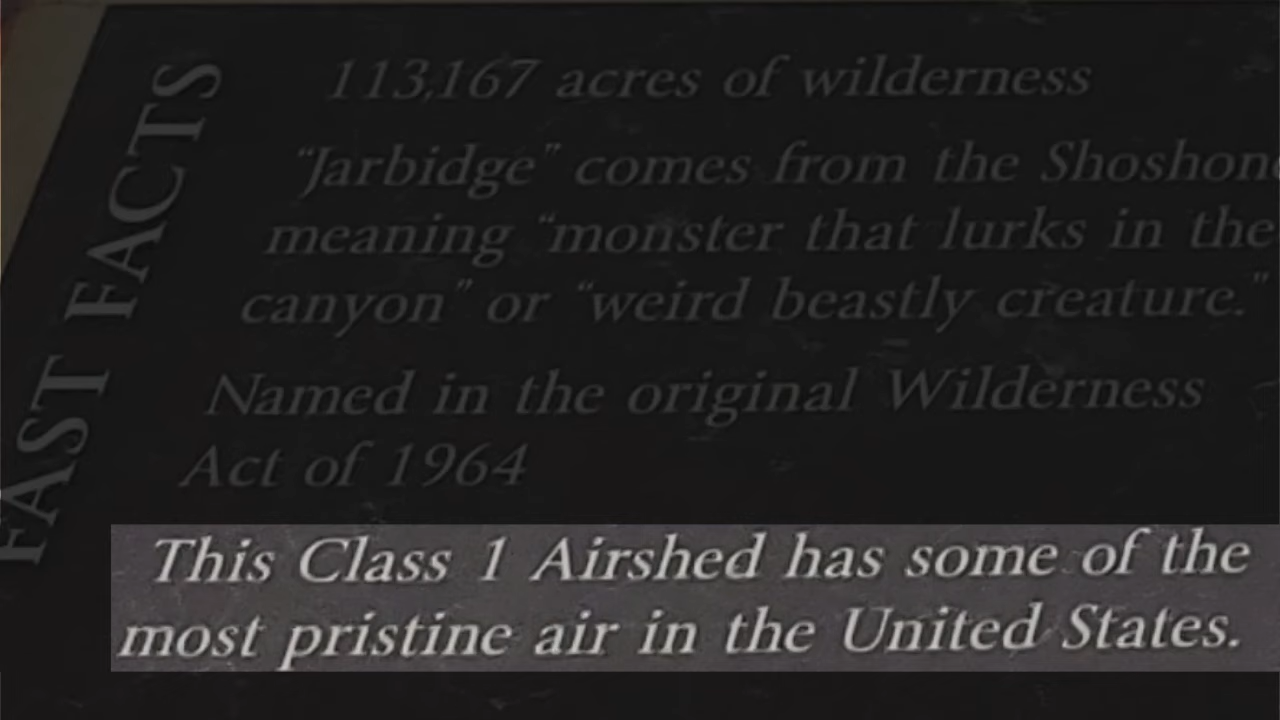 FAST FACTS
113,167 acres of wilderness
"Jarbidge" comes from the Shoshon
meaning "monster that lurks in the
canyon" or "weird beastly creature."
Named in the original Wilderness
Act of 1964
This Class 1 Airshed has some of the
most pristine air in the United States.